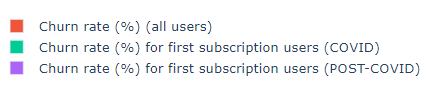 Churn rate (%) (all users)
Churn rate (%) for first subscription users (COVID)
Churn rate (%) for first subscription users (POST-COVID)